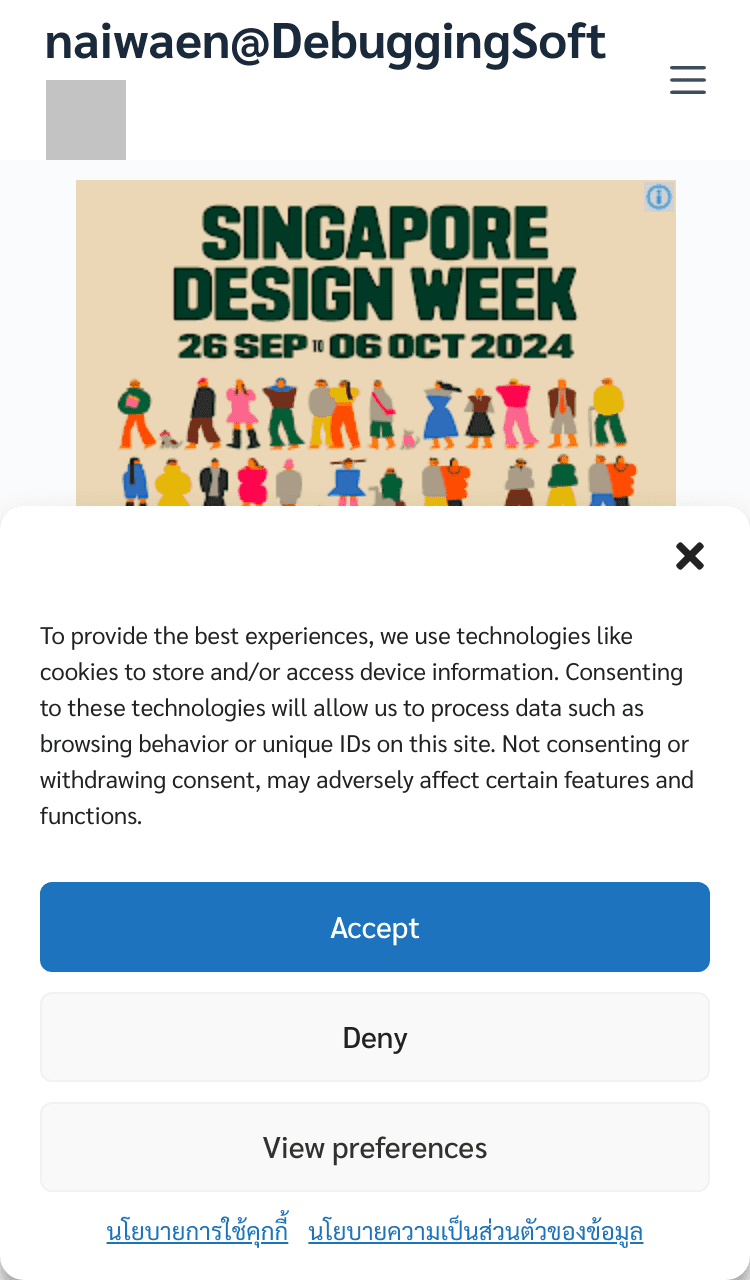 naiwaen@DebuggingSoft
SINGAPORE
DESIGN WEEK
26 SEP TO 06 OCT 2024
To provide the best experiences, we use technologies like
cookies to store and/or access device information. Consenting
to these technologies will allow us to process data such as
browsing behavior or unique IDs on this site. Not consenting or
withdrawing consent, may adversely affect certain features and
functions.
Accept
Deny
View preferences
นโยบายการใช้คุกกี้ นโยบายความเป็นส่วนตัวของข้อมูล